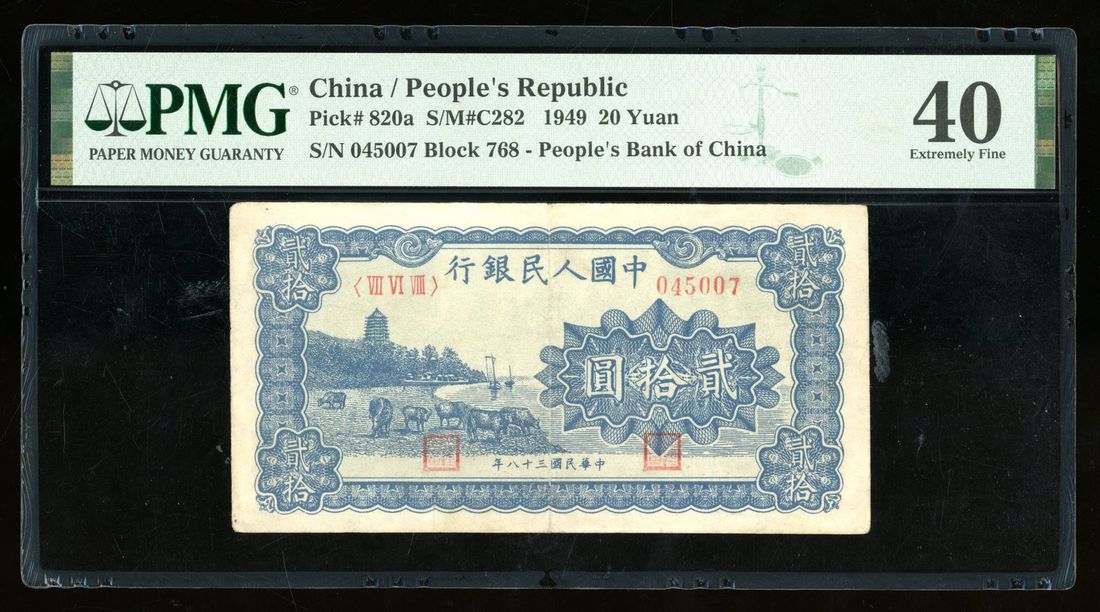 PMG®
PAPER MONEY GUARANTY
China / People's Republic
Pick# 820a S/M#C282 1949 20 Yuan
S/N 045007 Block 768 - People's Bank of China
40
Extremely Fine
貳拾
中國人民銀行
貳拾
〈Ⅶ Ⅵ Ⅷ〉
045007
貳拾圓
貳拾
中華民國三十八年
貳拾